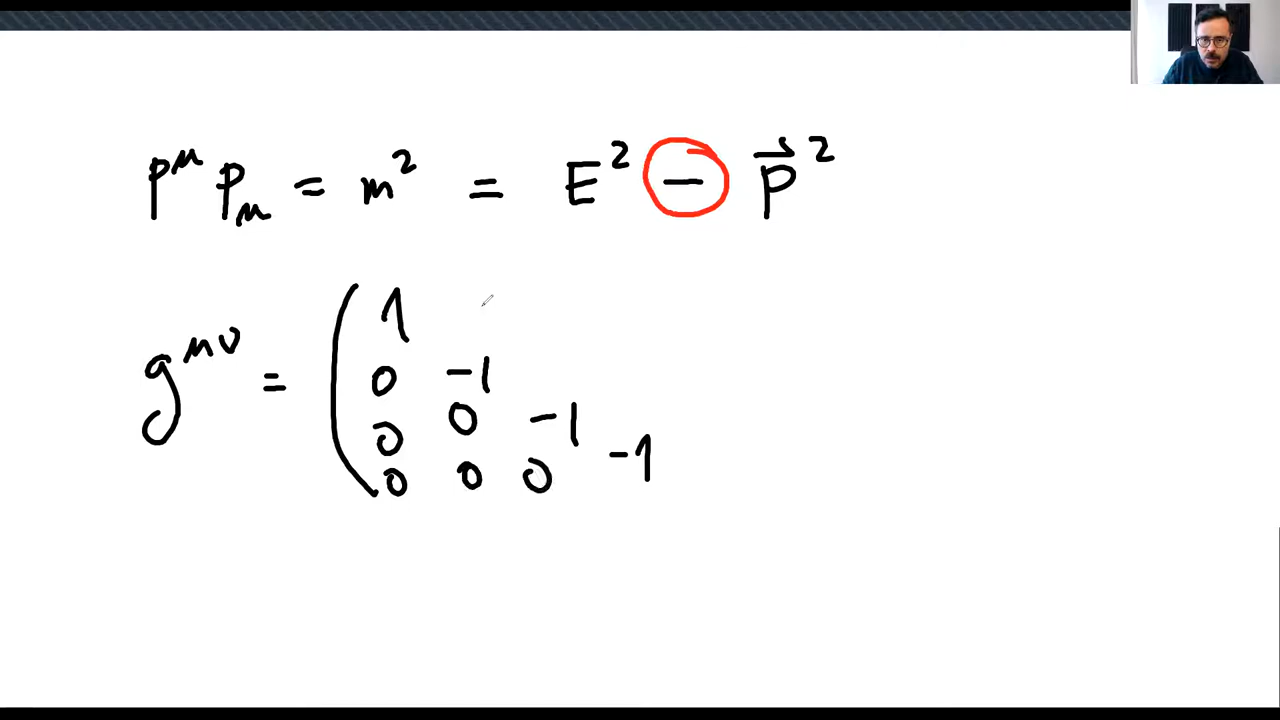 p^μ p_μ = m² = E² − p⃗²
g^μν = ( 1
0 -1
0 0 -1
0 0 0 -1